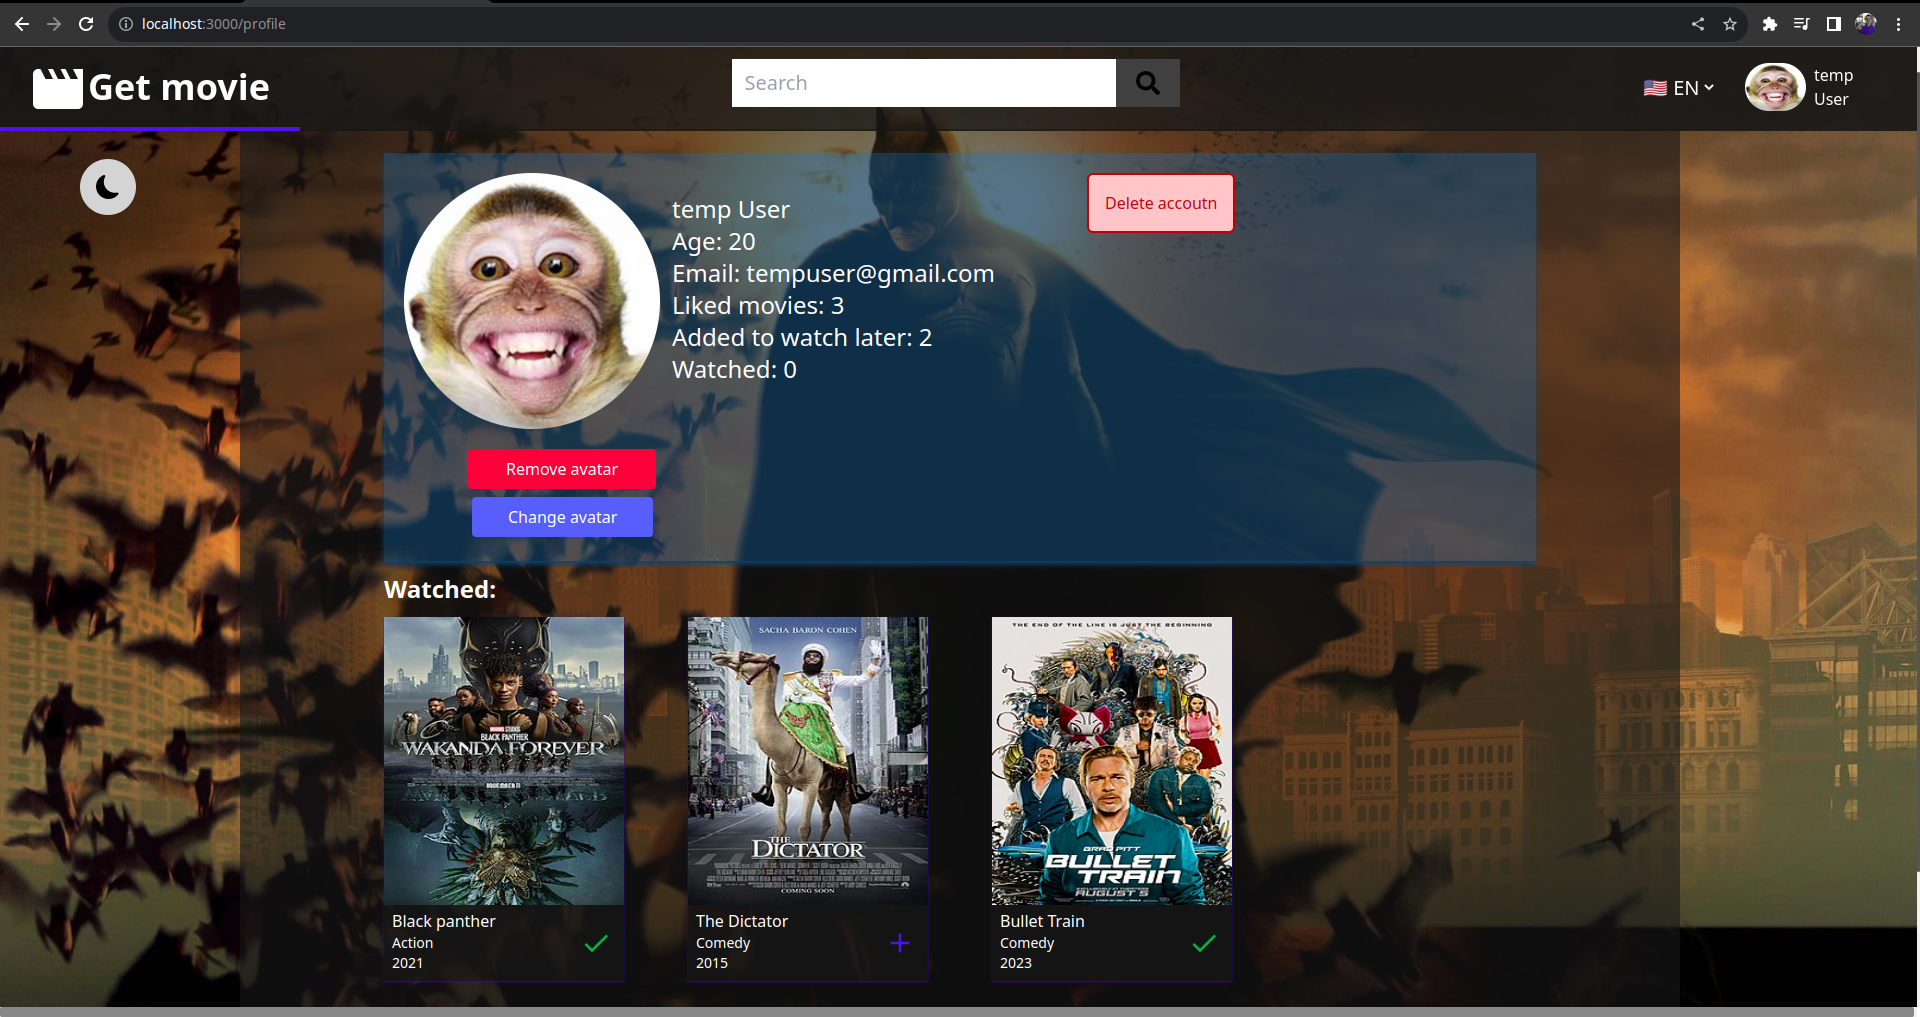 localhost:3000/profile
Get movie
Search
🇺🇸 EN
temp
User
temp User
Age: 20
Email: tempuser@gmail.com
Liked movies: 3
Added to watch later: 2
Watched: 0
Delete accoutn
Remove avatar
Change avatar
Watched:
MARVEL STUDIOS
BLACK PANTHER
WAKANDA FOREVER
NOVEMBER 11
Black panther
Action
2021
SACHA BARON COHEN
THE
DICTATOR
COMING SOON
The Dictator
Comedy
2015
THE END OF THE LINE IS JUST THE BEGINNING
BRAD PITT
BULLET
TRAIN
AUGUST 5
Bullet Train
Comedy
2023